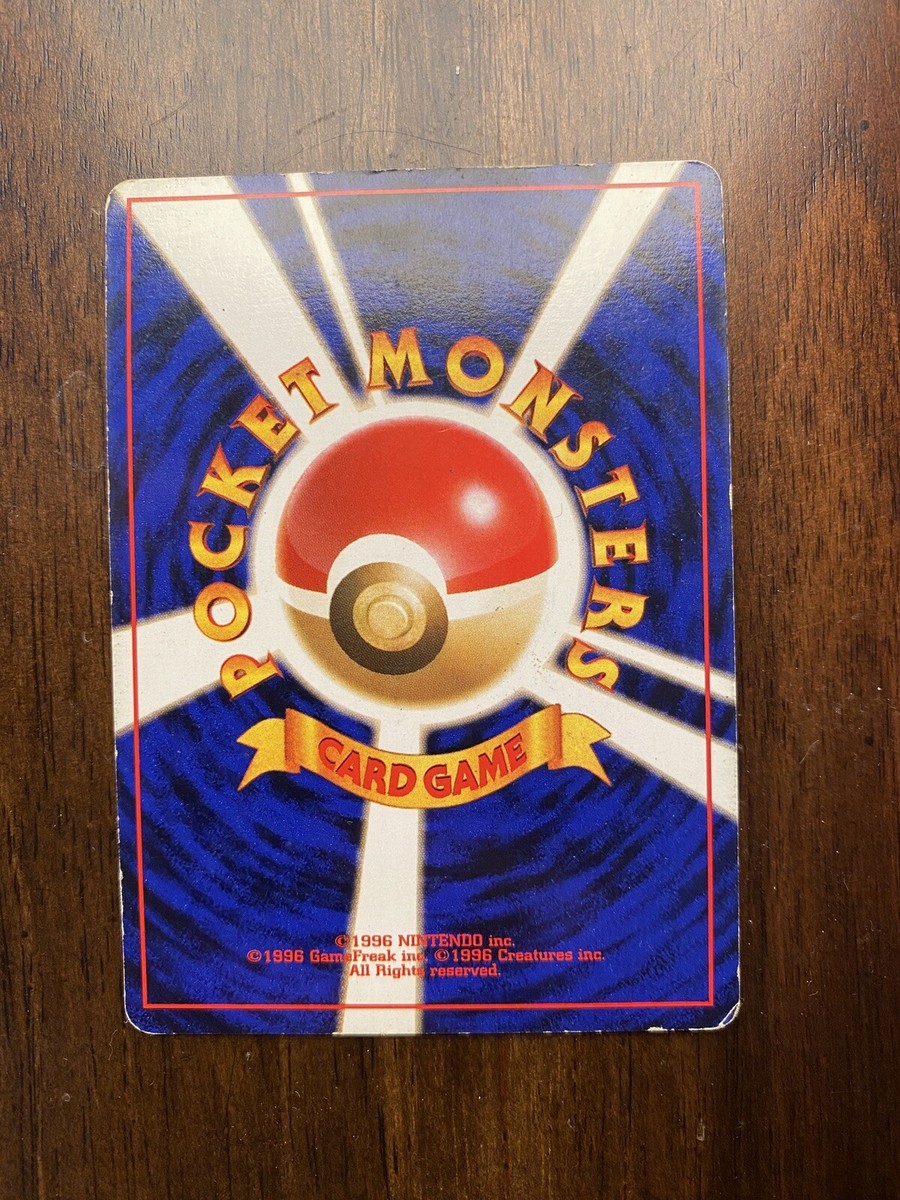 POCKET MONSTERS
CARD GAME
©1996 NINTENDO inc.
©1996 GameFreak inc. ©1996 Creatures inc.
All Rights reserved.